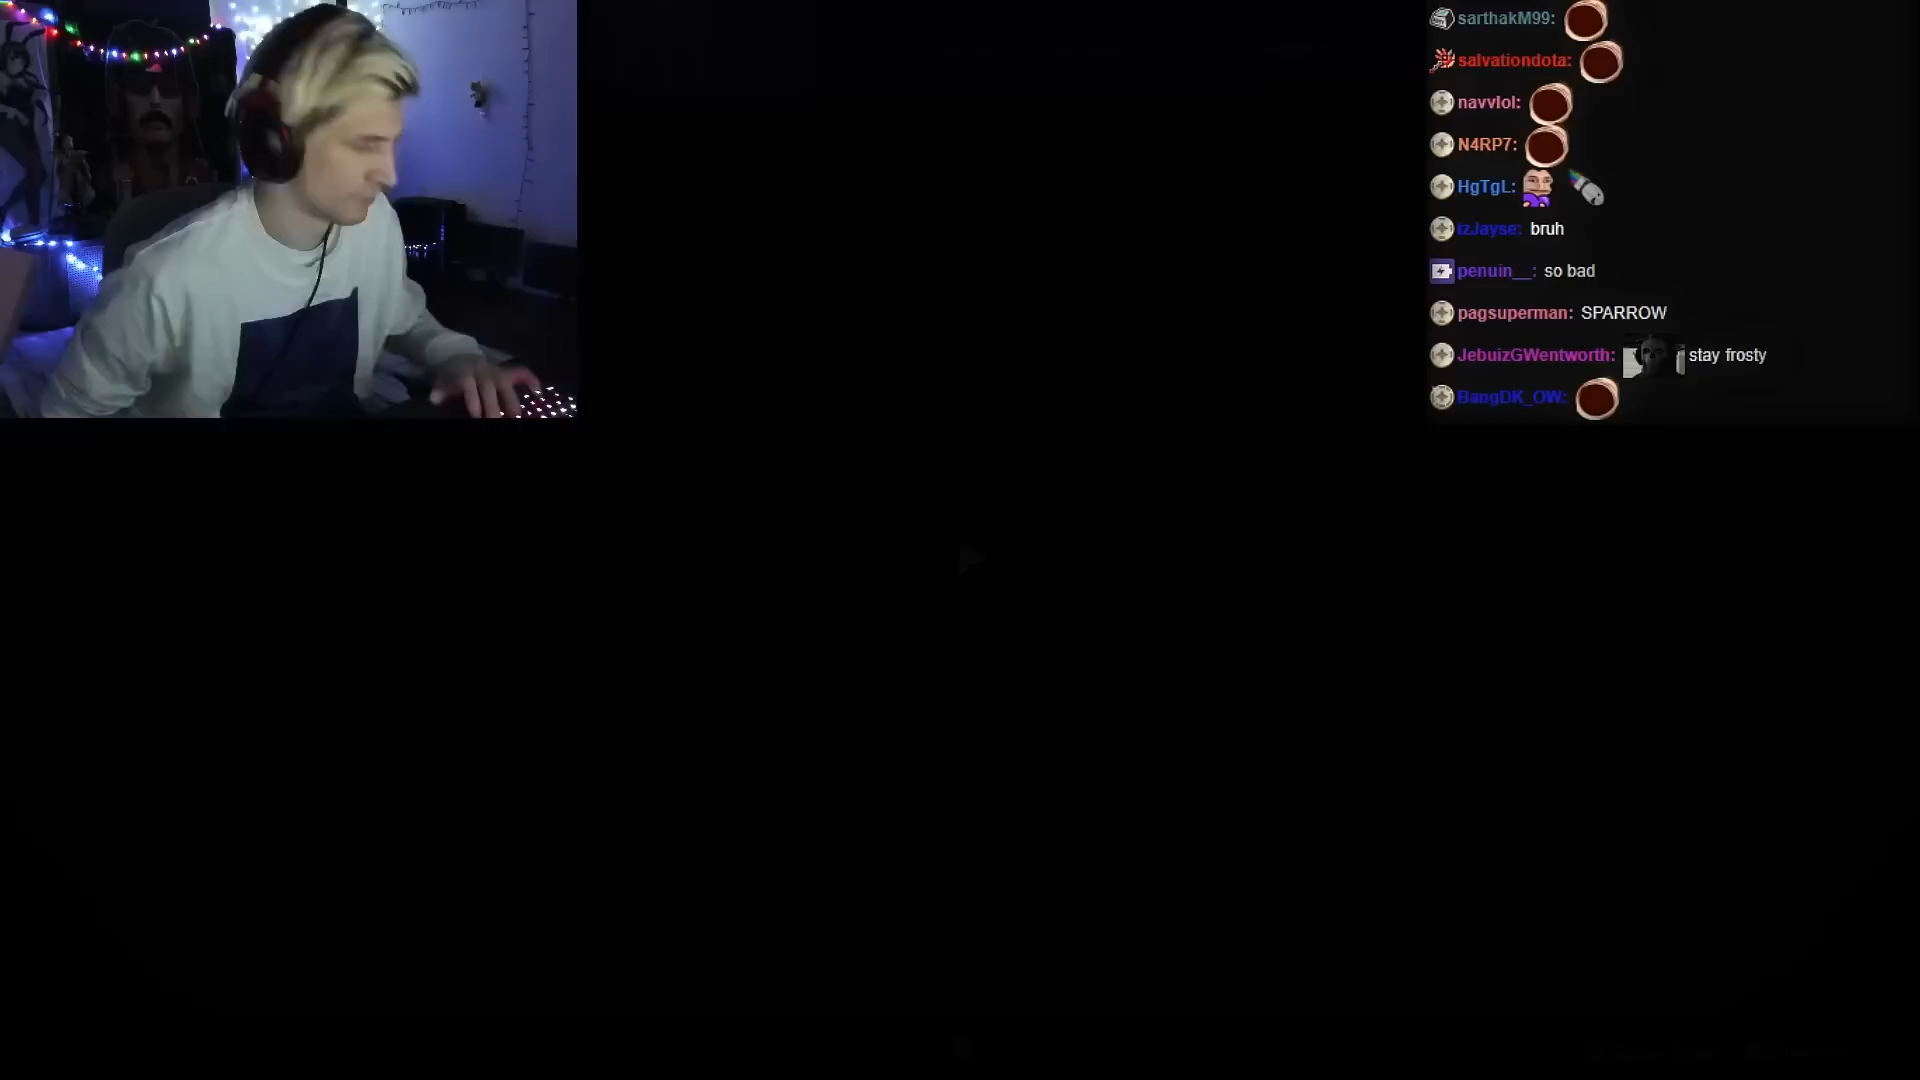 sarthakM99:
salvationdota:
navvlol:
N4RP7:
HgTgL:
izJayse: bruh
penuin__: so bad
pagsuperman: SPARROW
JebuizGWentworth: stay frosty
BangDK_OW: